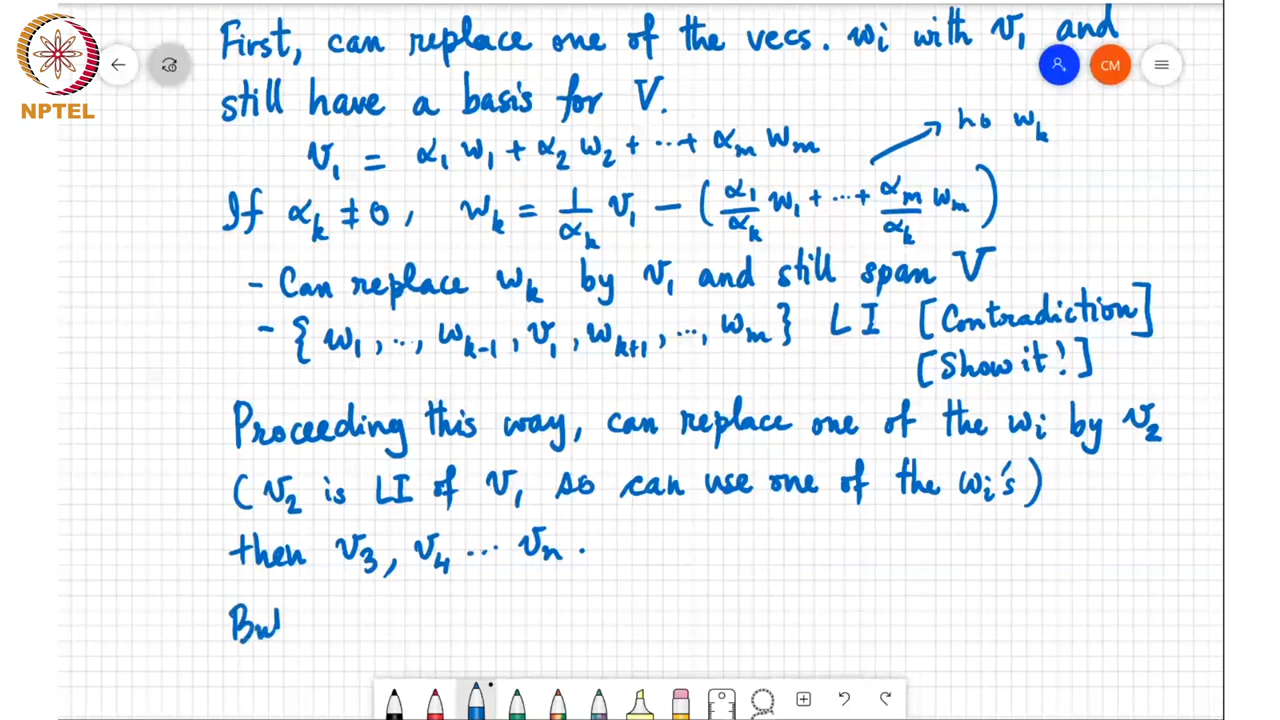 First, can replace one of the vecs. wi with v1 and
still have a basis for V.
v1 = α1 w1 + α2 w2 + ... + αm wm
no wk
If αk ≠ 0, wk = 1/αk v1 − (α1/αk w1 + ... + αm/αk wm)
- Can replace wk by v1 and still span V
- {w1, ..., wk-1, v1, wk+1, ..., wm} LI [Contradiction]
[Show it!]
Proceeding this way, can replace one of the wi by v2
(v2 is LI of v1 so can use one of the wi's)
then v3, v4 ... vn.
But
NPTEL
CM